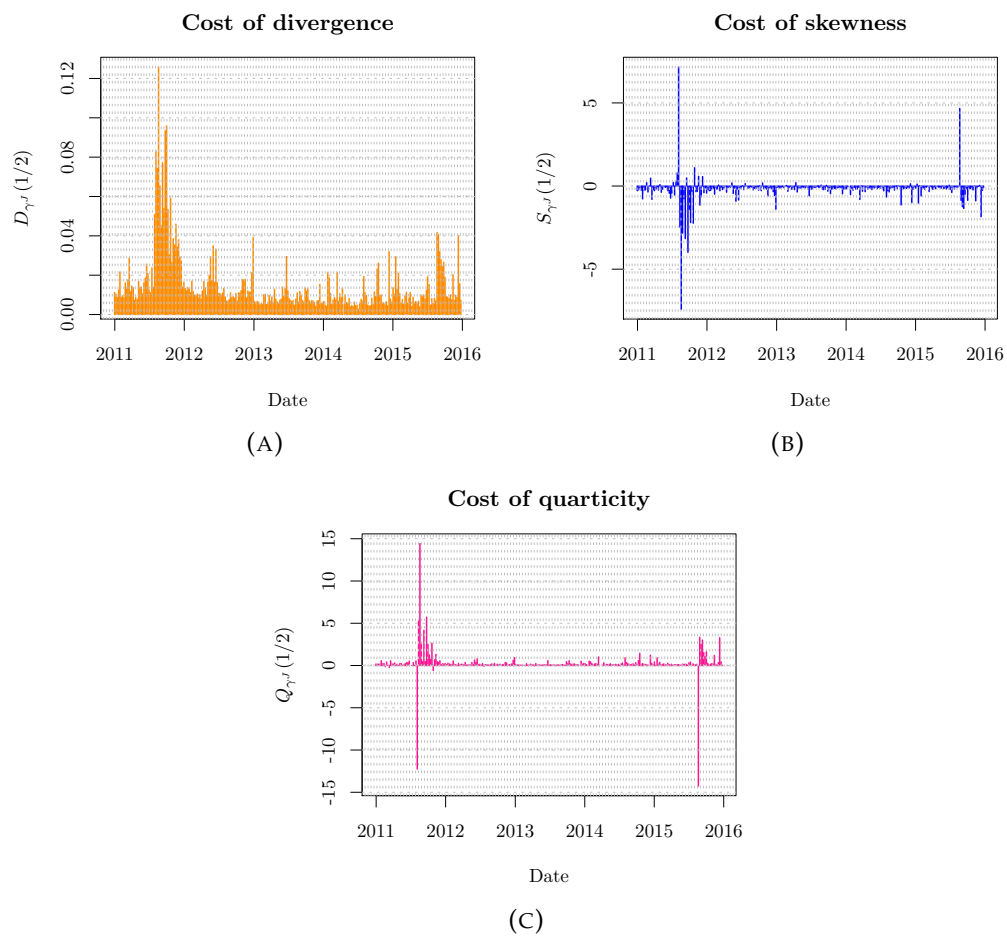 Cost of divergence
D_{γ^J} (1/2)
0.12
0.08
0.04
0.00
2011 2012 2013 2014 2015 2016
Date
(A)
Cost of skewness
S_{γ^J} (1/2)
5
0
-5
2011 2012 2013 2014 2015 2016
Date
(B)
Cost of quarticity
Q_{γ^J} (1/2)
15
10
5
0
-5
-10
-15
2011 2012 2013 2014 2015 2016
Date
(C)